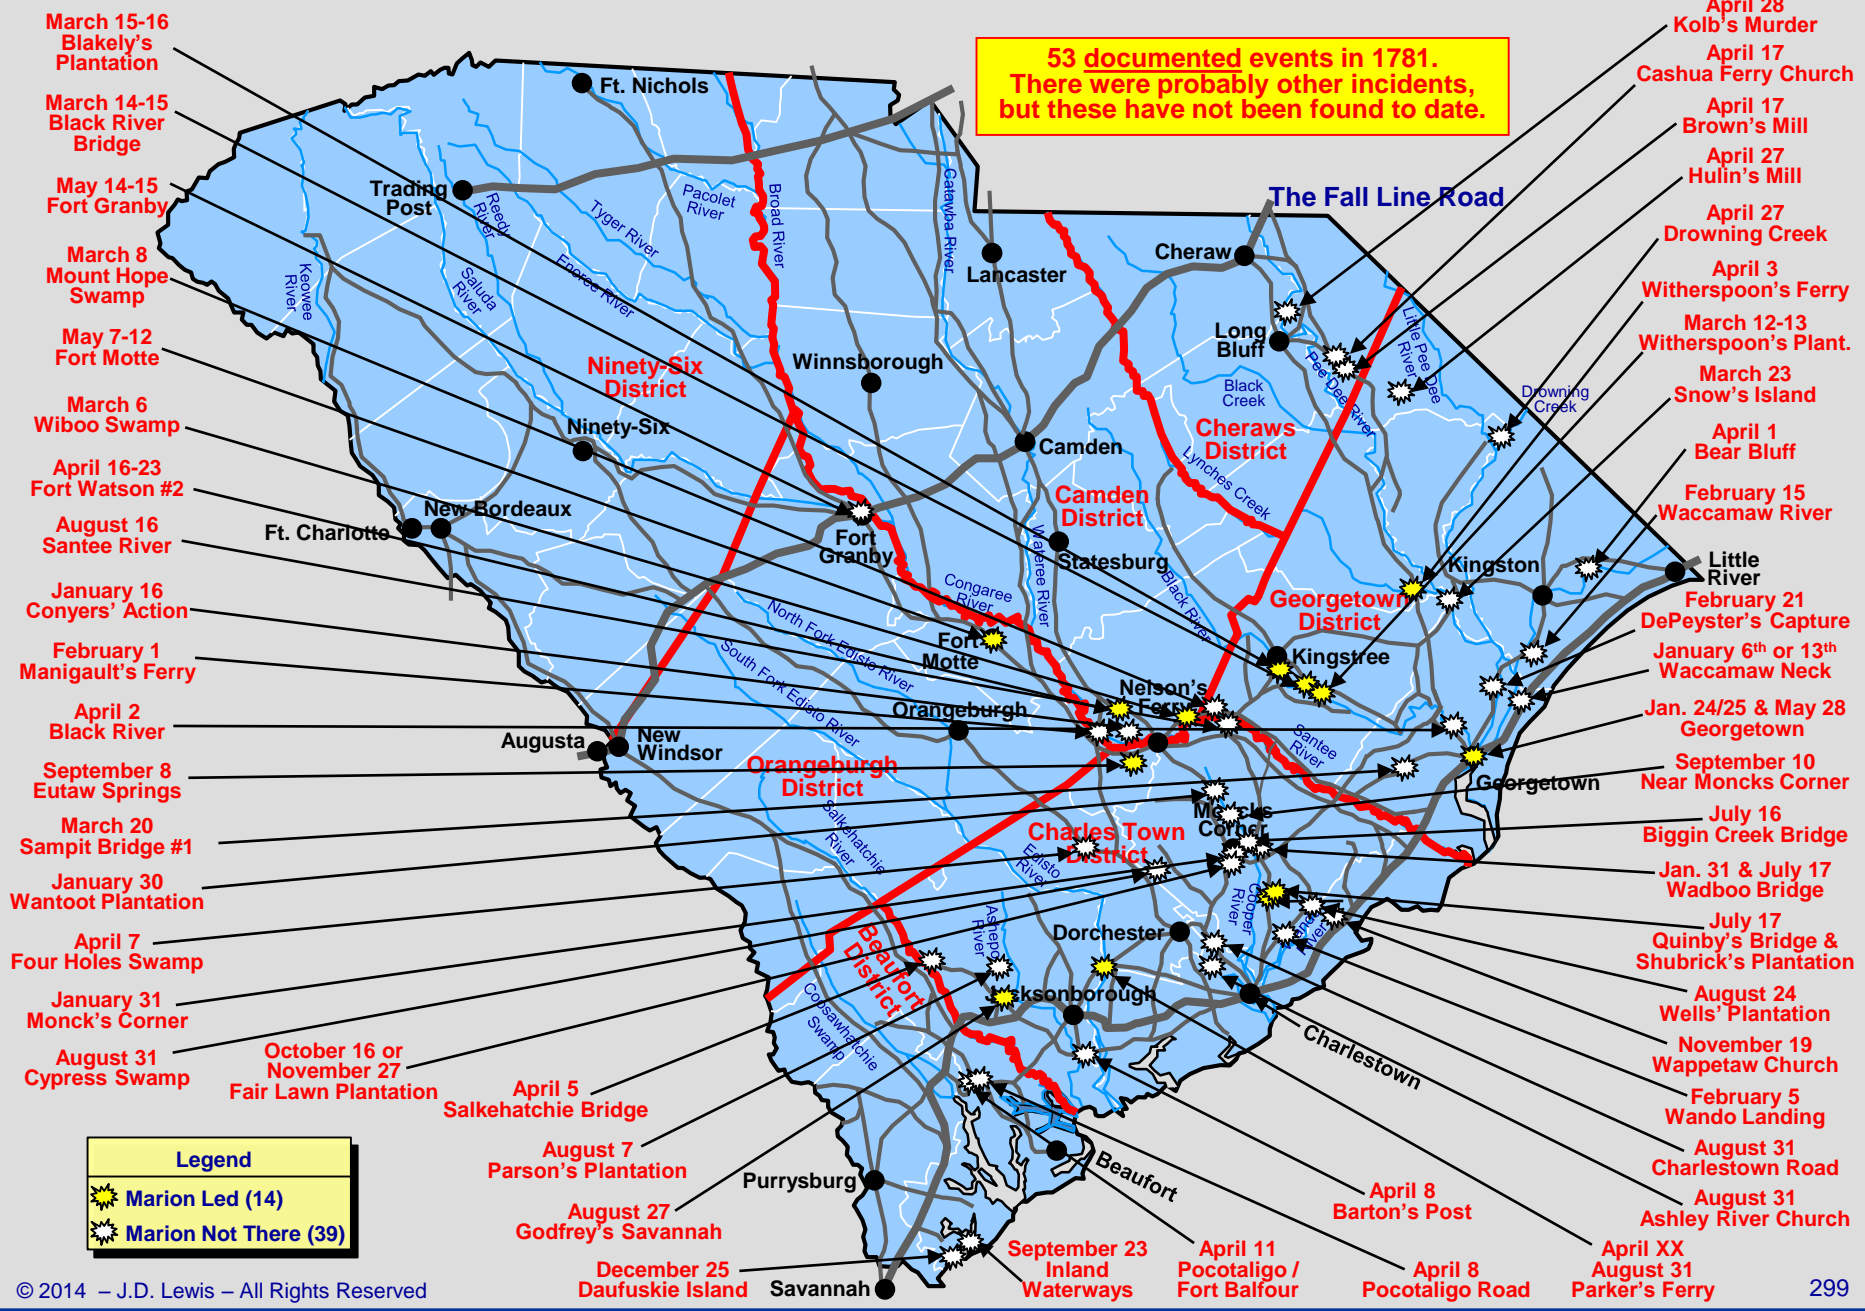 March 15-16
Blakely's
Plantation
March 14-15
Black River
Bridge
May 14-15
Fort Granby
March 8
Mount Hope
Swamp
May 7-12
Fort Motte
March 6
Wiboo Swamp
April 16-23
Fort Watson #2
August 16
Santee River
January 16
Conyers' Action
February 1
Manigault's Ferry
April 2
Black River
September 8
Eutaw Springs
March 20
Sampit Bridge #1
January 30
Wantoot Plantation
April 7
Four Holes Swamp
January 31
Monck's Corner
August 31
Cypress Swamp
October 16 or
November 27
Fair Lawn Plantation
April 5
Salkehatchie Bridge
August 7
Parson's Plantation
August 27
Godfrey's Savannah
December 25
Daufuskie Island
September 23
Inland
Waterways
April 11
Pocotaligo /
Fort Balfour
April 8
Pocotaligo Road
April 8
Barton's Post
April XX
August 31
Parker's Ferry
53 documented events in 1781.
There were probably other incidents,
but these have not been found to date.
April 28
Kolb's Murder
April 17
Cashua Ferry Church
April 17
Brown's Mill
April 27
Hulin's Mill
April 27
Drowning Creek
April 3
Witherspoon's Ferry
March 12-13
Witherspoon's Plant.
March 23
Snow's Island
April 1
Bear Bluff
February 15
Waccamaw River
February 21
DePeyster's Capture
January 6th or 13th
Waccamaw Neck
Jan. 24/25 & May 28
Georgetown
September 10
Near Moncks Corner
July 16
Biggin Creek Bridge
Jan. 31 & July 17
Wadboo Bridge
July 17
Quinby's Bridge &
Shubrick's Plantation
August 24
Wells' Plantation
November 19
Wappetaw Church
February 5
Wando Landing
August 31
Charlestown Road
August 31
Ashley River Church
The Fall Line Road
Ft. Nichols
Trading
Post
Lancaster
Cheraw
Long
Bluff
Winnsborough
Ninety-Six
Camden
New Bordeaux
Ft. Charlotte
Fort
Granby
Statesburg
Kingston
Little
River
Kingstree
Fort
Motte
Nelson's
Ferry
Orangeburgh
Augusta
New
Windsor
Georgetown
Moncks
Corner
Dorchester
Jacksonborough
Charlestown
Beaufort
Purrysburg
Savannah
Ninety-Six
District
Cheraws
District
Camden
District
Georgetown
District
Orangeburgh
District
Charles Town
District
Beaufort
District
Keowee
River
Reedy
River
Saluda
River
Tyger River
Enoree River
Pacolet
River
Broad River
Catawba River
Black
Creek
Pee Dee River
Little Pee Dee
River
Drowning
Creek
Lynches Creek
Wateree River
Congaree
River
Black River
North Fork Edisto River
South Fork Edisto River
Santee
River
Salkehatchie
River
Edisto
River
Cooper
River
Coosawhatchie
Swamp
Legend
Marion Led (14)
Marion Not There (39)
© 2014 – J.D. Lewis – All Rights Reserved
299